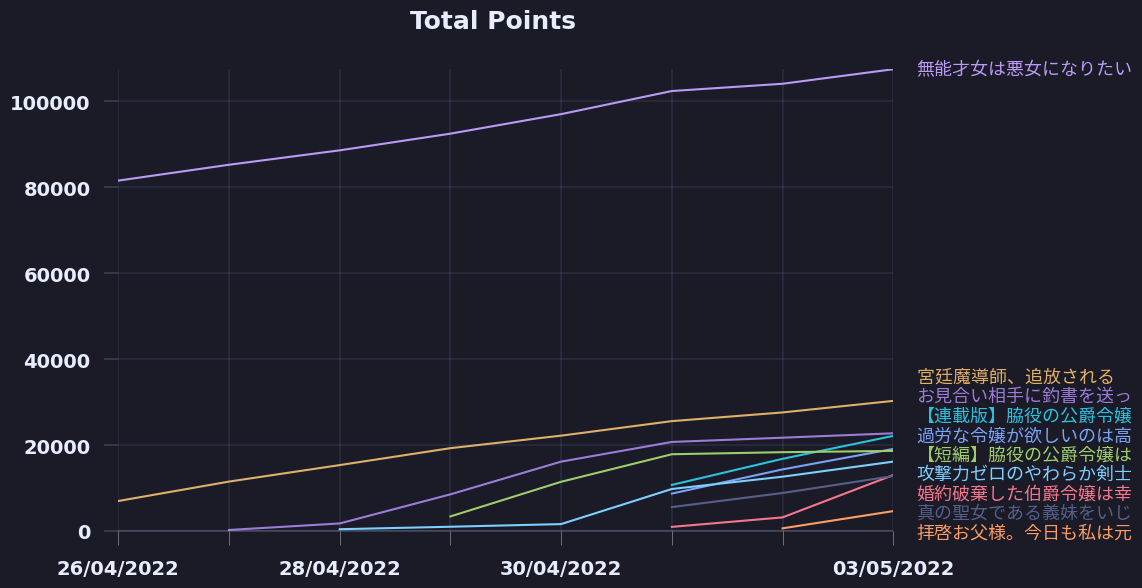 Total Points
100000
80000
60000
40000
20000
0
26/04/2022
28/04/2022
30/04/2022
03/05/2022
無能才女は悪女になりたい
宮廷魔導師、追放される
お見合い相手に釣書を送っ
【連載版】脇役の公爵令嬢
過労な令嬢が欲しいのは高
【短編】脇役の公爵令嬢は
攻撃力ゼロのやわらか剣士
婚約破棄した伯爵令嬢は幸
真の聖女である義妹をいじ
拝啓お父様。今日も私は元